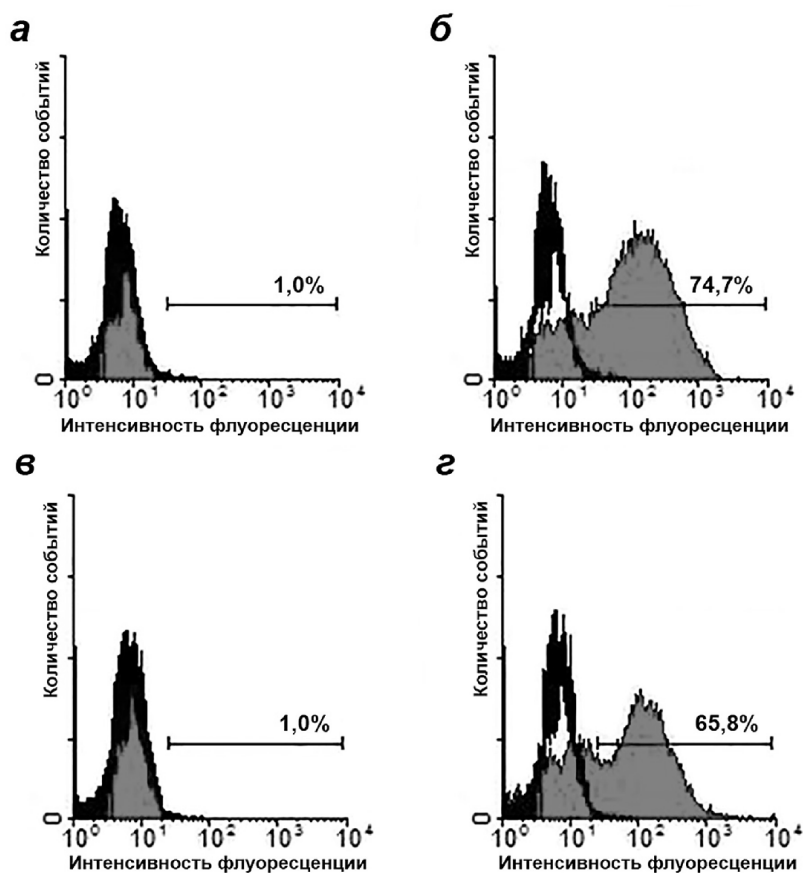 а
Количество событий
1,0%
0
10⁰ 10¹ 10² 10³ 10⁴
Интенсивность флуоресценции
б
Количество событий
74,7%
0
10⁰ 10¹ 10² 10³ 10⁴
Интенсивность флуоресценции
в
Количество событий
1,0%
0
10⁰ 10¹ 10² 10³ 10⁴
Интенсивность флуоресценции
г
Количество событий
65,8%
0
10⁰ 10¹ 10² 10³ 10⁴
Интенсивность флуоресценции